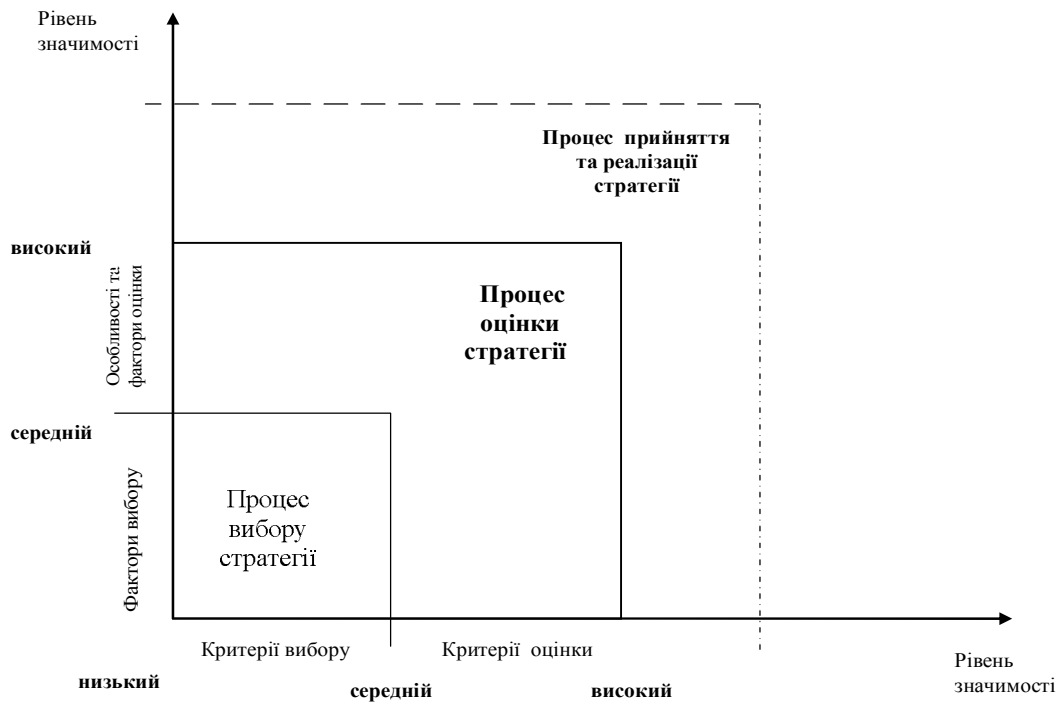 Рівень
значимості
Процес прийняття
та реалізації
стратегії
високий
Особливості та
фактори оцінки
Процес
оцінки
стратегії
середній
Фактори вибору
Процес
вибору
стратегії
Критерії вибору
Критерії оцінки
низький
середній
високий
Рівень
значимості